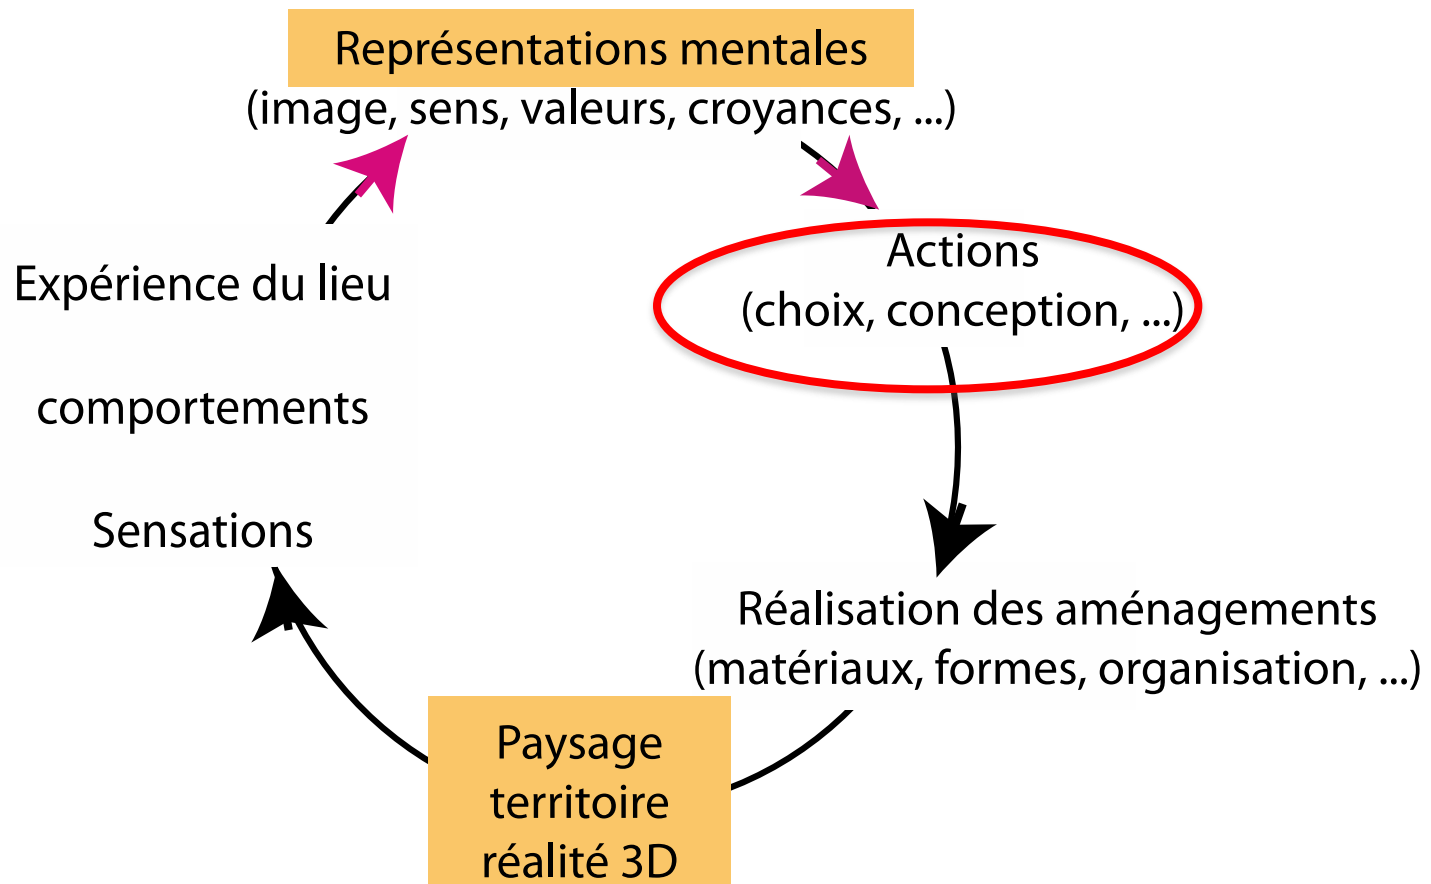 Représentations mentales
(image, sens, valeurs, croyances, ...)
Actions
(choix, conception, ...)
Réalisation des aménagements
(matériaux, formes, organisation, ...)
Paysage
territoire
réalité 3D
Sensations
comportements
Expérience du lieu